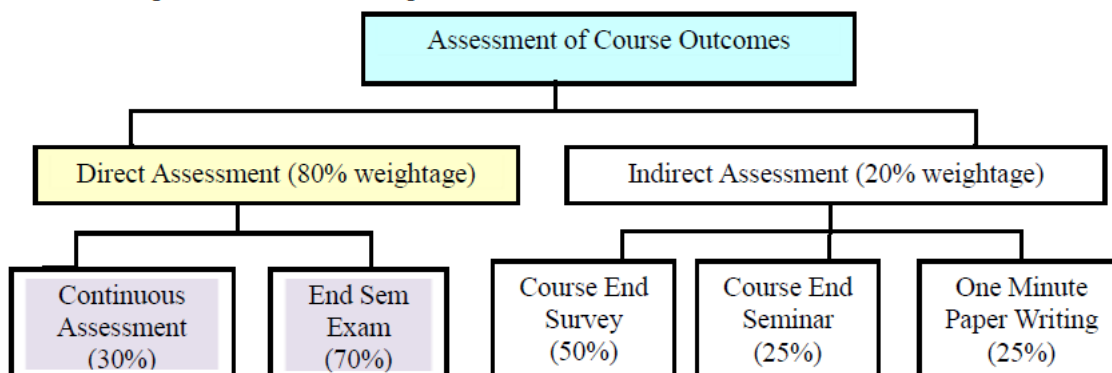 Assessment of Course Outcomes
Direct Assessment (80% weightage)
Indirect Assessment (20% weightage)
Continuous
Assessment
(30%)
End Sem
Exam
(70%)
Course End
Survey
(50%)
Course End
Seminar
(25%)
One Minute
Paper Writing
(25%)